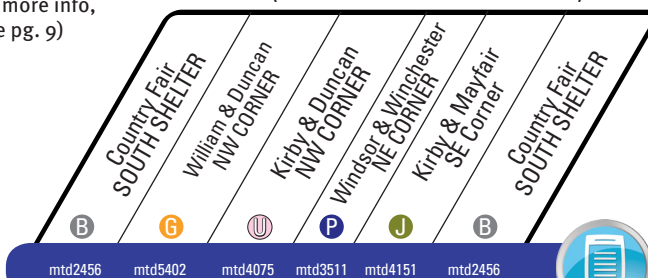 more info,
e pg. 9)
Country Fair
SOUTH SHELTER
William & Duncan
NW CORNER
Kirby & Duncan
NW CORNER
Windsor & Winchester
NE CORNER
Kirby & Mayfair
SE Corner
Country Fair
SOUTH SHELTER
B G U P J B
mtd2456 mtd5402 mtd4075 mtd3511 mtd4151 mtd2456